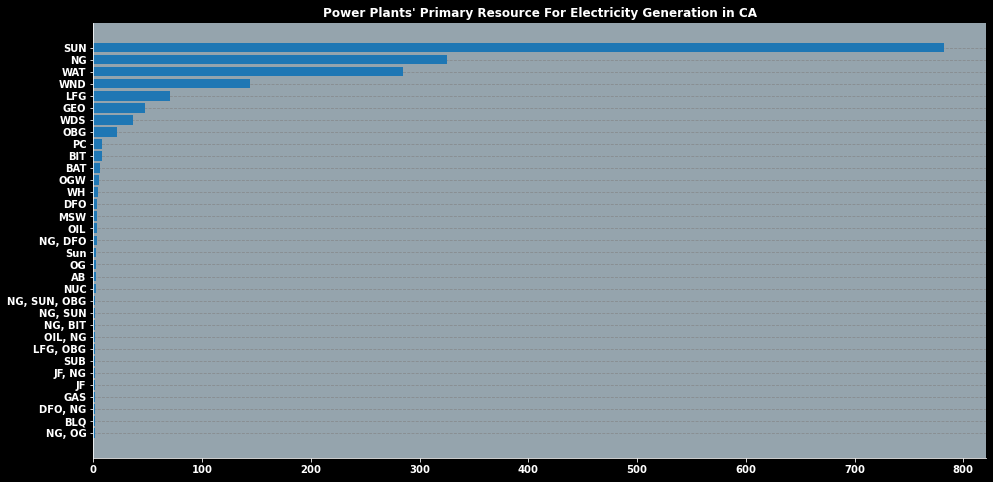 Power Plants' Primary Resource For Electricity Generation in CA
SUN
NG
WAT
WND
LFG
GEO
WDS
OBG
PC
BIT
BAT
OGW
WH
DFO
MSW
OIL
NG, DFO
Sun
OG
AB
NUC
NG, SUN, OBG
NG, SUN
NG, BIT
OIL, NG
LFG, OBG
SUB
JF, NG
JF
GAS
DFO, NG
BLQ
NG, OG
0 100 200 300 400 500 600 700 800